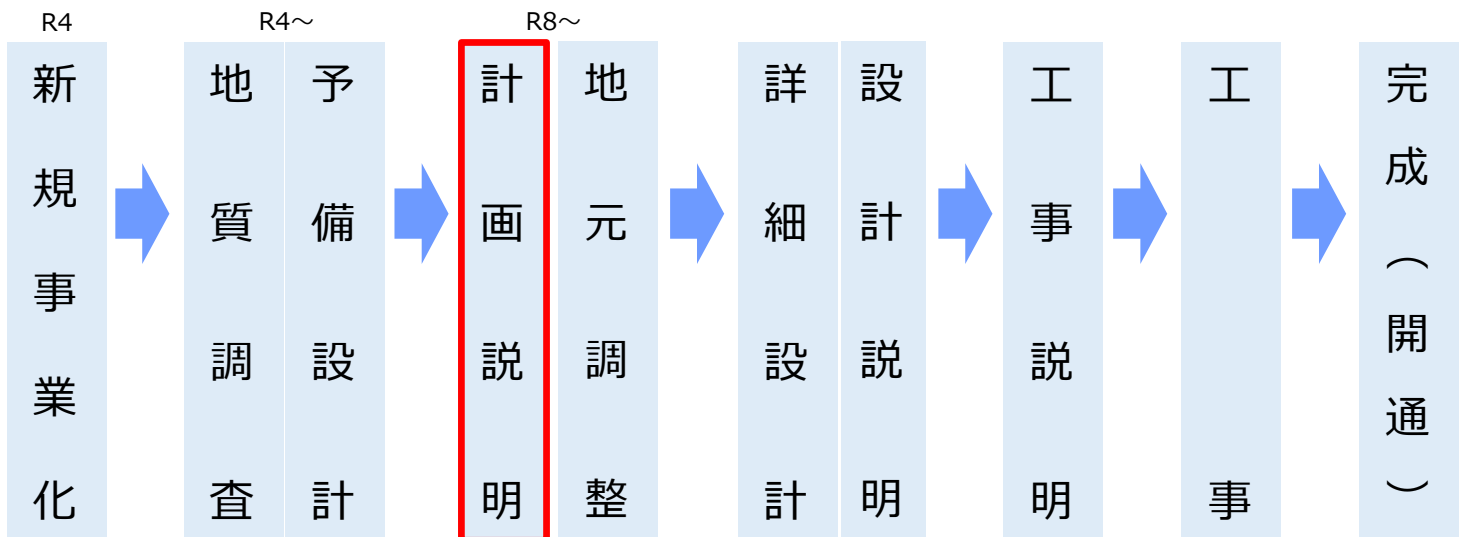 R4
新規事業化
R4～
地質調査
予備設計
R8～
計画説明
地元調整
詳細設計
設計説明
工事説明
工事
完成（開通）